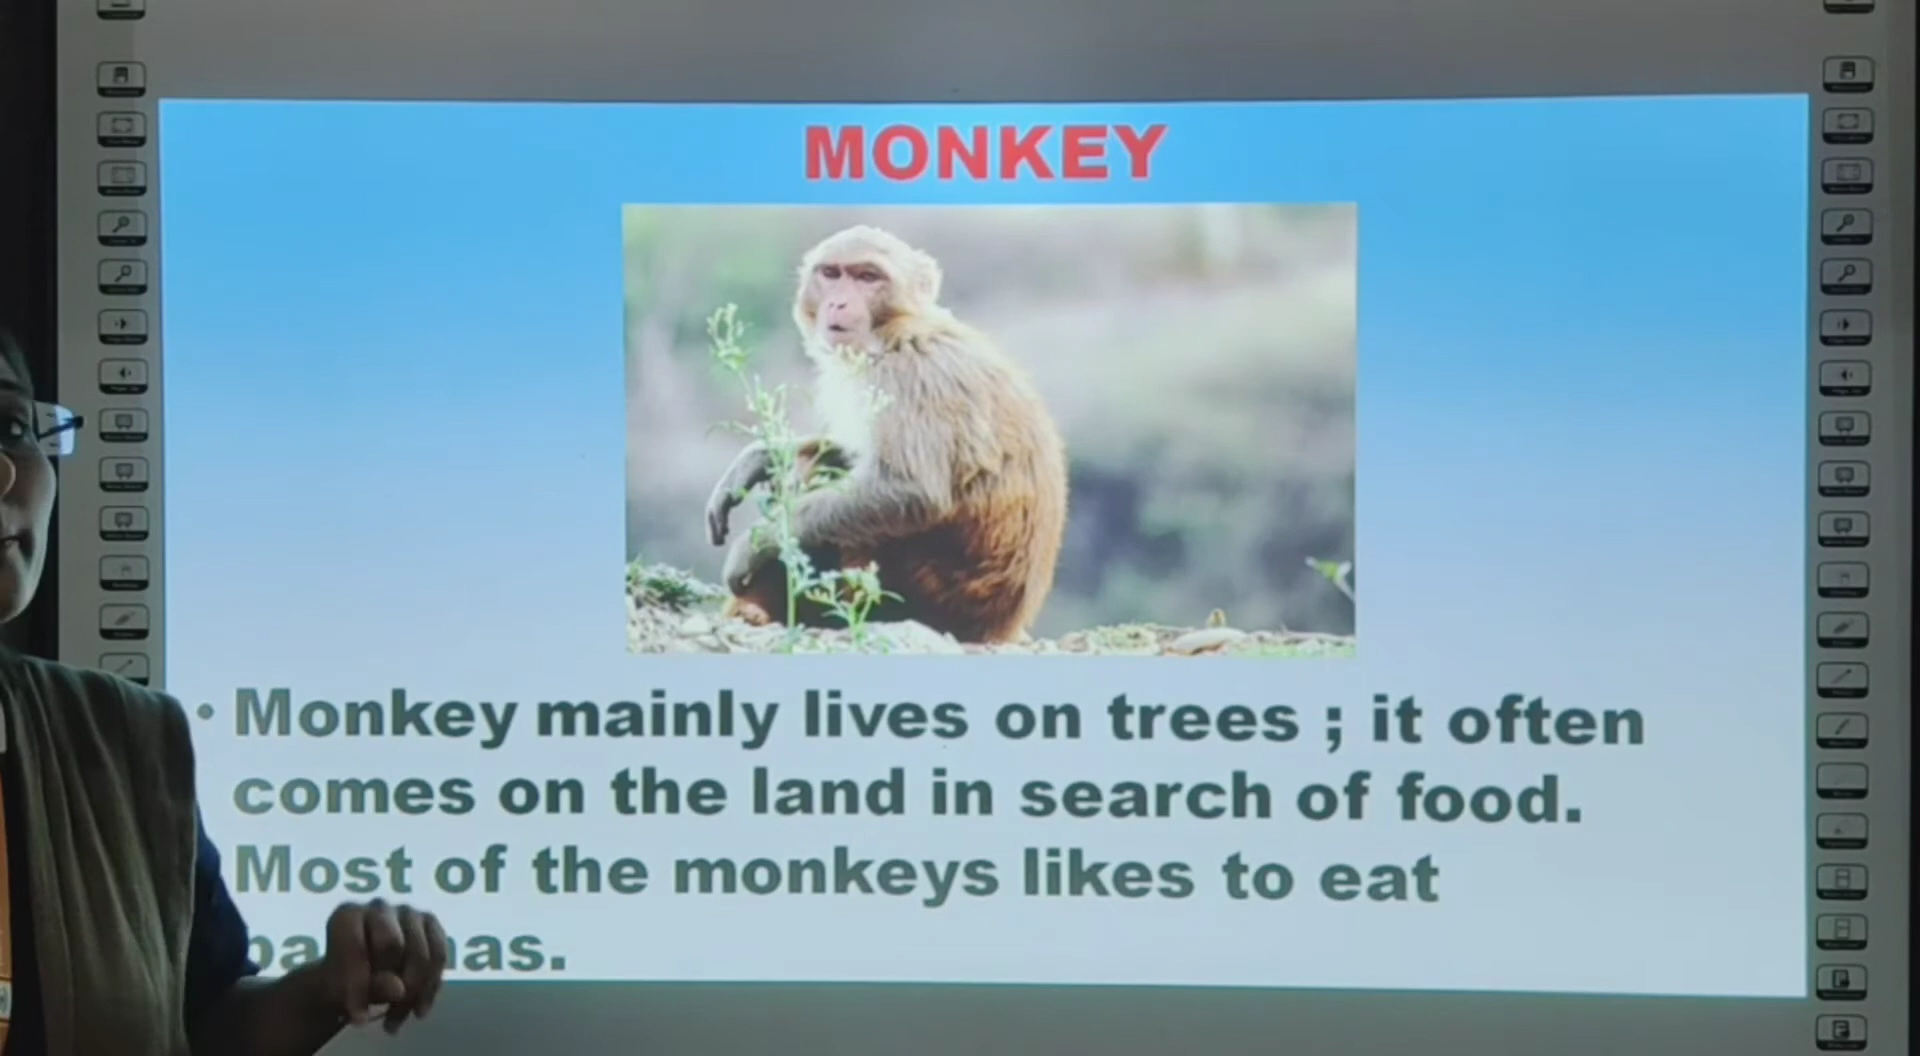 MONKEY
• Monkey mainly lives on trees ; it often
comes on the land in search of food.
Most of the monkeys likes to eat